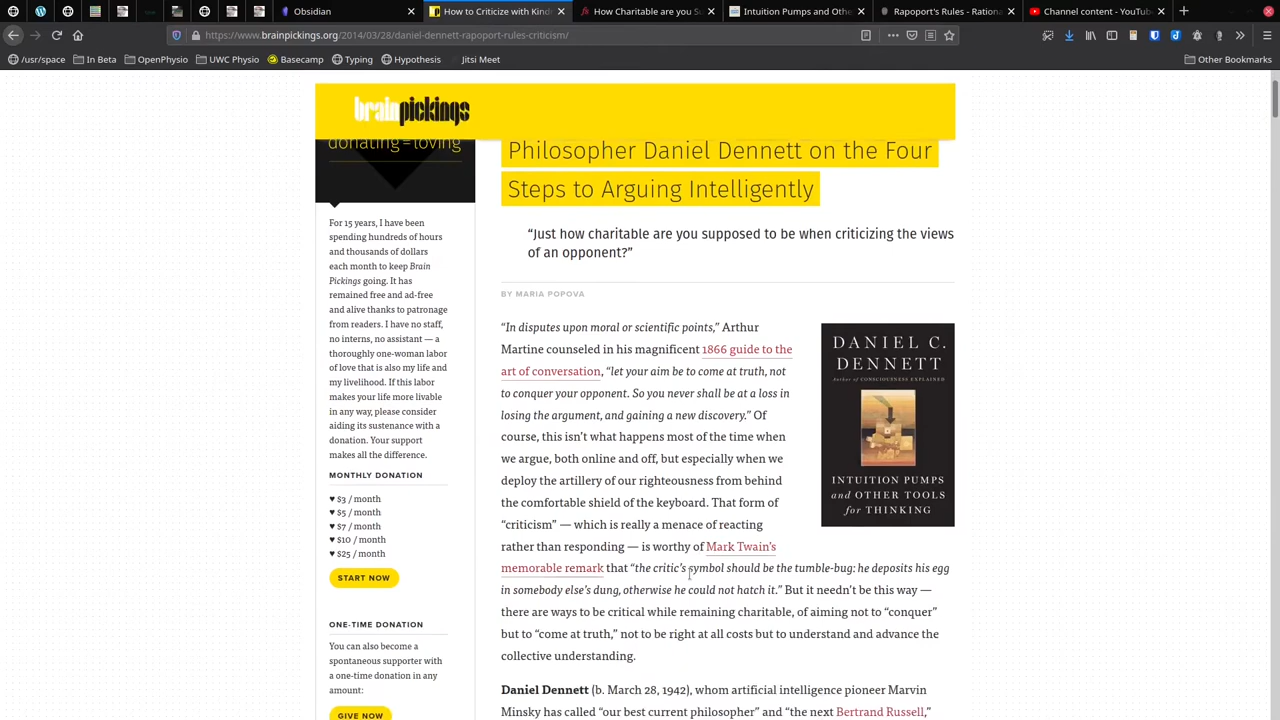 Obsidian
How to Criticize with Kind
How Charitable are you S
Intuition Pumps and Othe
Rapoport's Rules - Rationa
Channel content - YouTube
https://www.brainpickings.org/2014/03/28/daniel-dennett-rapoport-rules-criticism/
/usr/space
In Beta
OpenPhysio
UWC Physio
Basecamp
Typing
Hypothesis
Jitsi Meet
Other Bookmarks
brainpickings
donating = loving
For 15 years, I have been
spending hundreds of hours
and thousands of dollars
each month to keep Brain
Pickings going. It has
remained free and ad-free
and alive thanks to patronage
from readers. I have no staff,
no interns, no assistant — a
thoroughly one-woman labor
of love that is also my life and
my livelihood. If this labor
makes your life more livable
in any way, please consider
aiding its sustenance with a
donation. Your support
makes all the difference.
MONTHLY DONATION
♥ $3 / month
♥ $5 / month
♥ $7 / month
♥ $10 / month
♥ $25 / month
START NOW
ONE-TIME DONATION
You can also become a
spontaneous supporter with
a one-time donation in any
amount:
GIVE NOW
Philosopher Daniel Dennett on the Four
Steps to Arguing Intelligently
“Just how charitable are you supposed to be when criticizing the views
of an opponent?”
BY MARIA POPOVA
“In disputes upon moral or scientific points,” Arthur
Martine counseled in his magnificent 1866 guide to the
art of conversation, “let your aim be to come at truth, not
to conquer your opponent. So you never shall be at a loss in
losing the argument, and gaining a new discovery.” Of
course, this isn’t what happens most of the time when
we argue, both online and off, but especially when we
deploy the artillery of our righteousness from behind
the comfortable shield of the keyboard. That form of
“criticism” — which is really a menace of reacting
rather than responding — is worthy of Mark Twain’s
memorable remark that “the critic’s symbol should be the tumble-bug: he deposits his egg
in somebody else’s dung, otherwise he could not hatch it.” But it needn’t be this way —
there are ways to be critical while remaining charitable, of aiming not to “conquer”
but to “come at truth,” not to be right at all costs but to understand and advance the
collective understanding.
Daniel Dennett (b. March 28, 1942), whom artificial intelligence pioneer Marvin
Minsky has called “our best current philosopher” and “the next Bertrand Russell,”
DANIEL C.
DENNETT
Author of CONSCIOUSNESS EXPLAINED
INTUITION PUMPS
and OTHER TOOLS
for THINKING